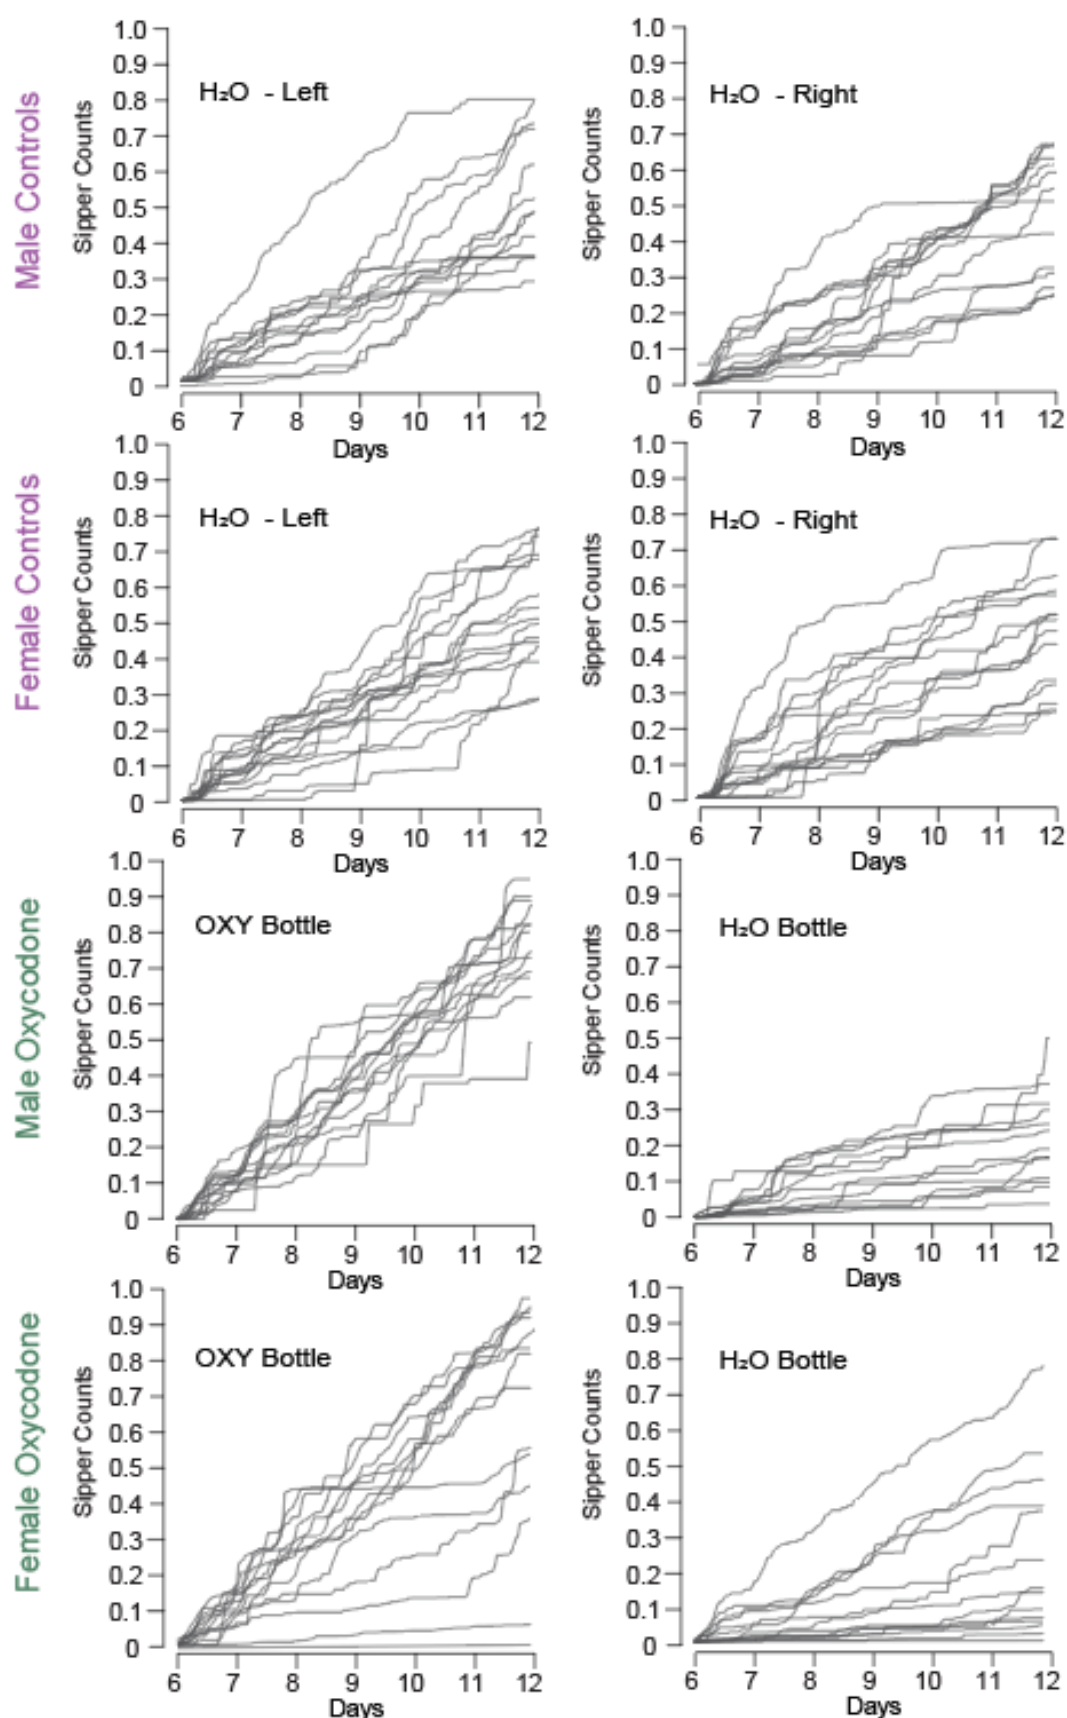 Male Controls
Sipper Counts
1.0
0.9
0.8
0.7
0.6
0.5
0.4
0.3
0.2
0.1
0
H₂O - Left
6 7 8 9 10 11 12
Days
Sipper Counts
1.0
0.9
0.8
0.7
0.6
0.5
0.4
0.3
0.2
0.1
0
H₂O - Right
6 7 8 9 10 11 12
Days
Female Controls
Sipper Counts
1.0
0.9
0.8
0.7
0.6
0.5
0.4
0.3
0.2
0.1
0
H₂O - Left
6 7 8 9 10 11 12
Days
Sipper Counts
1.0
0.9
0.8
0.7
0.6
0.5
0.4
0.3
0.2
0.1
0
H₂O - Right
6 7 8 9 10 11 12
Days
Male Oxycodone
Sipper Counts
1.0
0.9
0.8
0.7
0.6
0.5
0.4
0.3
0.2
0.1
0
OXY Bottle
6 7 8 9 10 11 12
Days
Sipper Counts
1.0
0.9
0.8
0.7
0.6
0.5
0.4
0.3
0.2
0.1
0
H₂O Bottle
6 7 8 9 10 11 12
Days
Female Oxycodone
Sipper Counts
1.0
0.9
0.8
0.7
0.6
0.5
0.4
0.3
0.2
0.1
0
OXY Bottle
6 7 8 9 10 11 12
Days
Sipper Counts
1.0
0.9
0.8
0.7
0.6
0.5
0.4
0.3
0.2
0.1
0
H₂O Bottle
6 7 8 9 10 11 12
Days